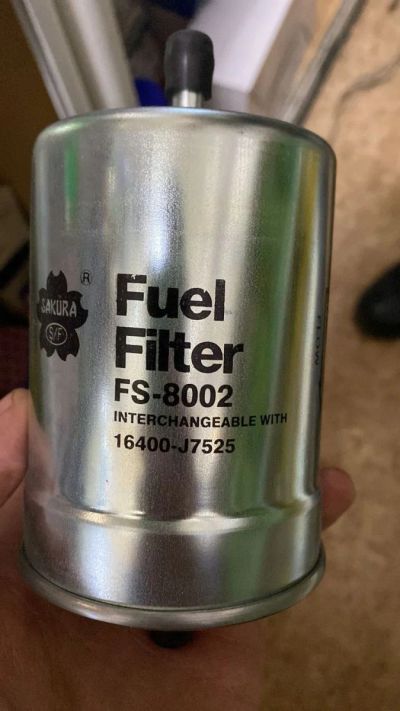 SAKURA
S/F
®
Fuel
Filter
FS-8002
INTERCHANGEABLE WITH
16400-J7525